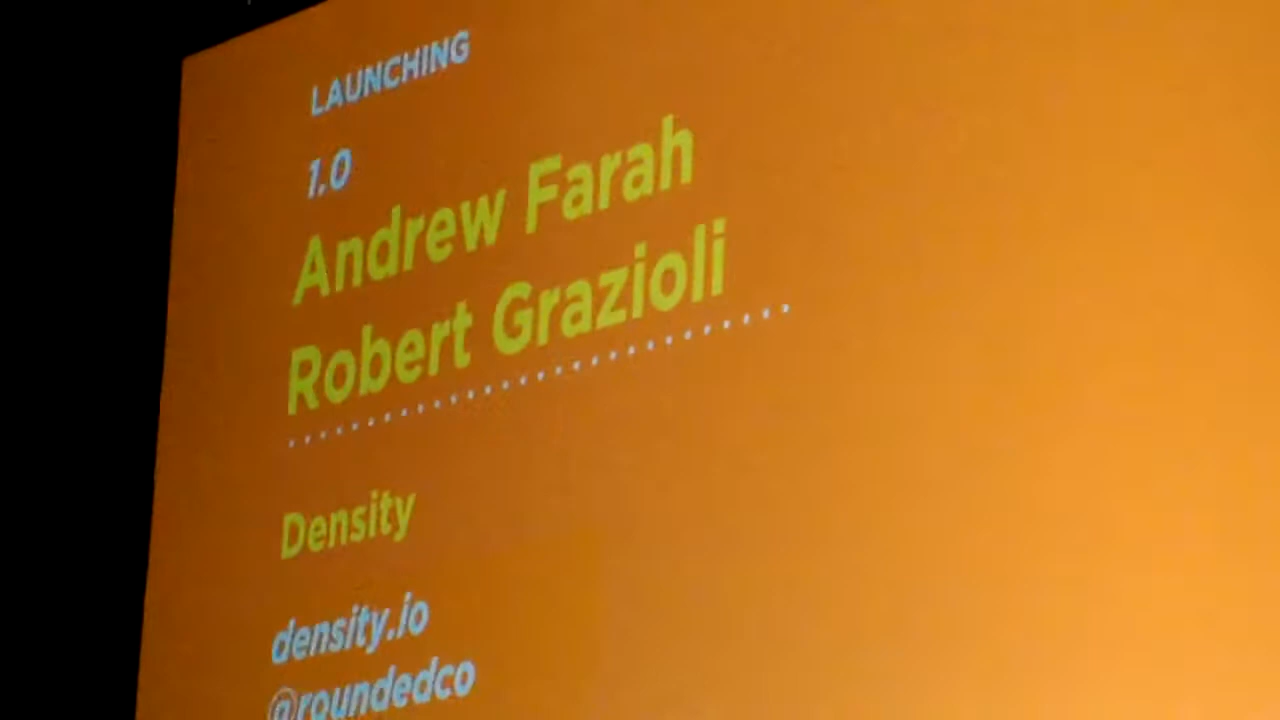 LAUNCHING
1.0
Andrew Farah
Robert Grazioli
Density
density.io
@roundedco